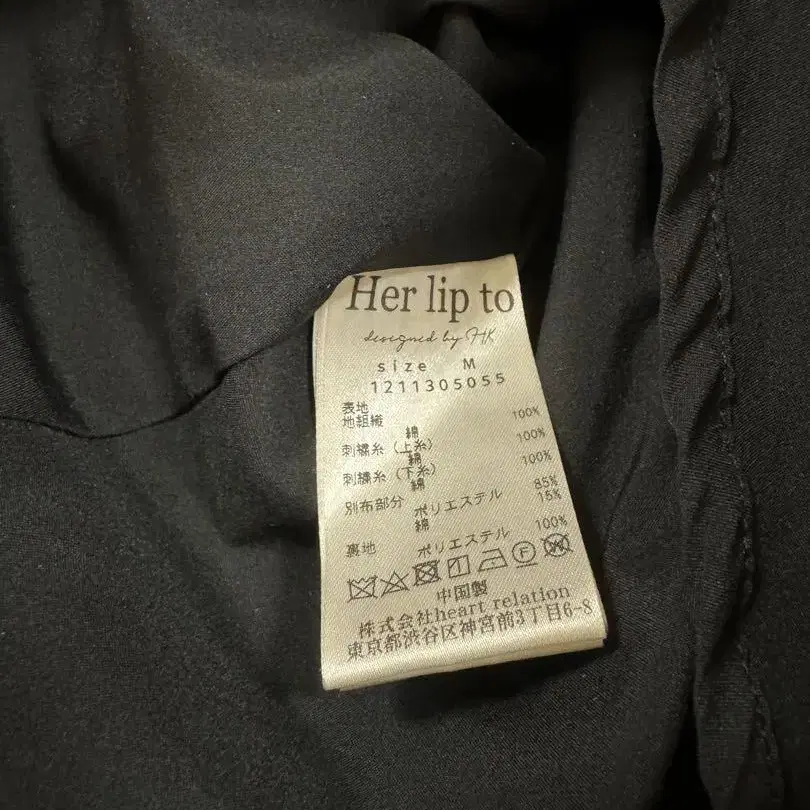 Her lip to
designed by HK
size M
1211305055
表地
地組織
綿 100%
刺繍糸（上糸）
綿 100%
刺繍糸（下糸）
綿 100%
別布部分
ポリエステル 85%
綿 15%
裏地 ポリエステル 100%
中国製
株式会社heart relation
東京都渋谷区神宮前3丁目6-8